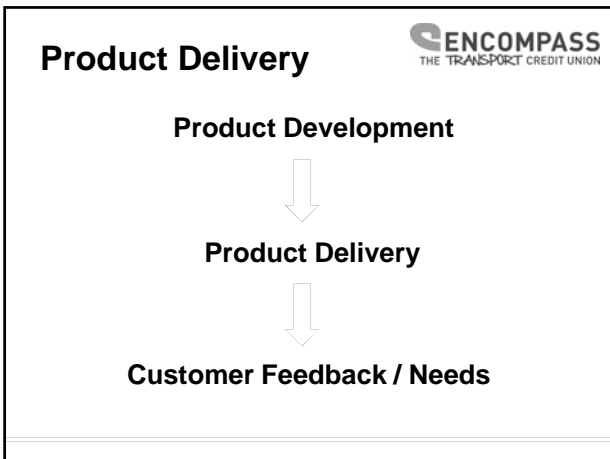 Product Delivery
ENCOMPASS
THE TRANSPORT CREDIT UNION
Product Development
Product Delivery
Customer Feedback / Needs